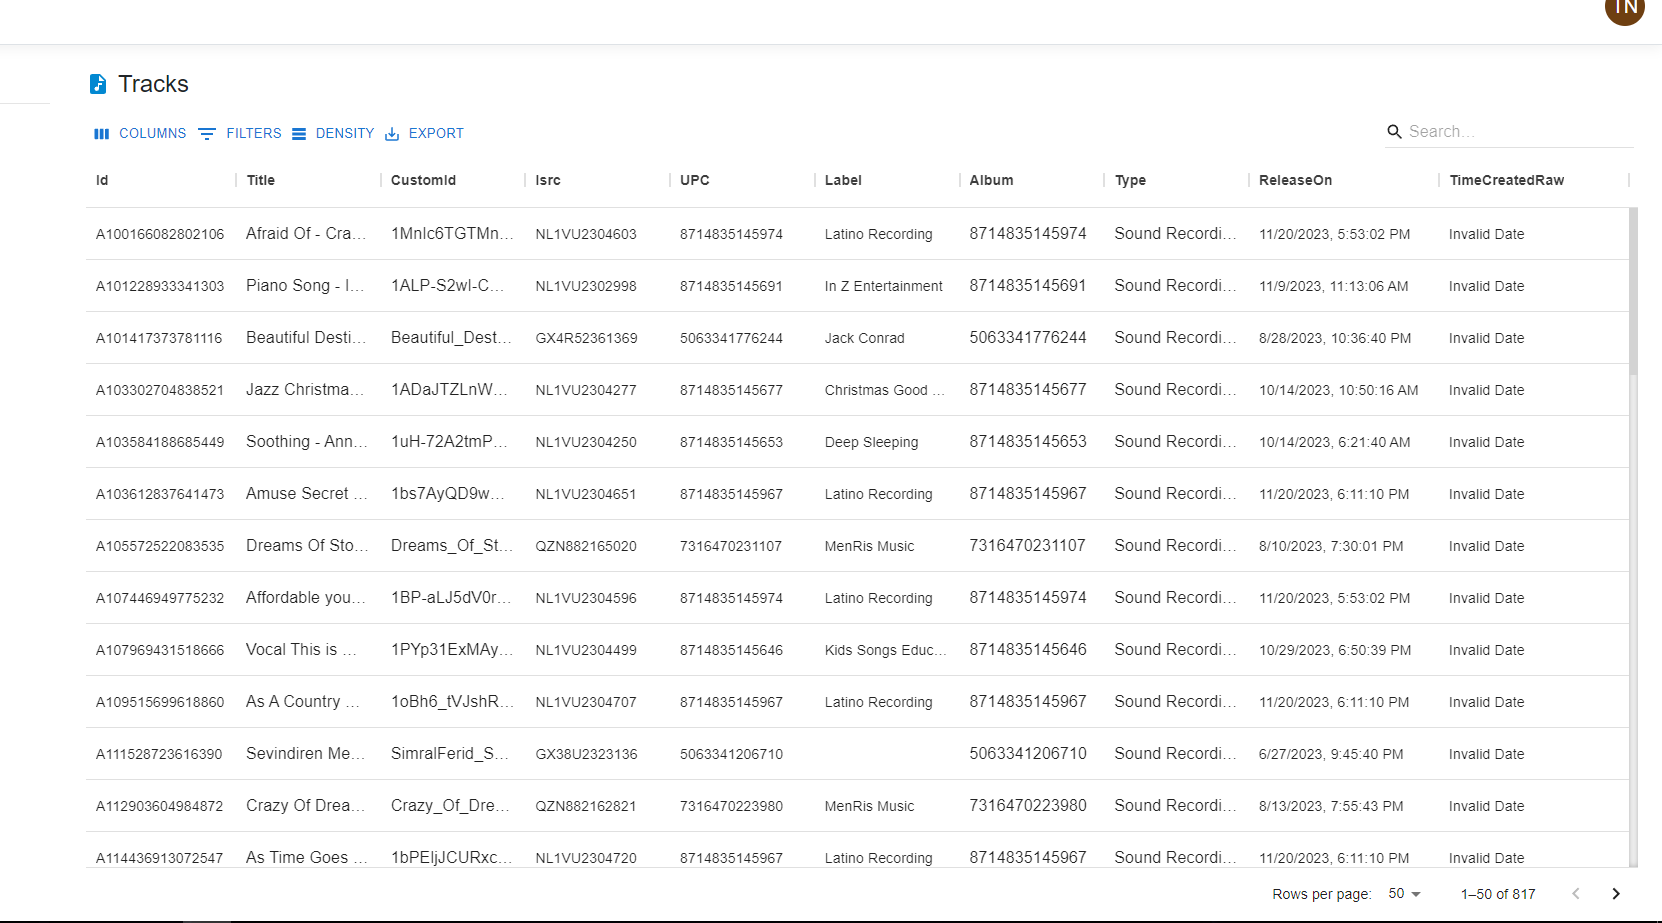 IN
Tracks
COLUMNS FILTERS DENSITY EXPORT Search...
Id Title CustomId Isrc UPC Label Album Type ReleaseOn TimeCreatedRaw
A100166082802106 Afraid Of - Cra... 1MnIc6TGTMn... NL1VU2304603 8714835145974 Latino Recording 8714835145974 Sound Recordi... 11/20/2023, 5:53:02 PM Invalid Date
A101228933341303 Piano Song - I... 1ALP-S2wI-C... NL1VU2302998 8714835145691 In Z Entertainment 8714835145691 Sound Recordi... 11/9/2023, 11:13:06 AM Invalid Date
A101417373781116 Beautiful Desti... Beautiful_Dest... GX4R52361369 5063341776244 Jack Conrad 5063341776244 Sound Recordi... 8/28/2023, 10:36:40 PM Invalid Date
A103302704838521 Jazz Christma... 1ADaJTZLnW... NL1VU2304277 8714835145677 Christmas Good ... 8714835145677 Sound Recordi... 10/14/2023, 10:50:16 AM Invalid Date
A103584188685449 Soothing - Ann... 1uH-72A2tmP... NL1VU2304250 8714835145653 Deep Sleeping 8714835145653 Sound Recordi... 10/14/2023, 6:21:40 AM Invalid Date
A103612837641473 Amuse Secret ... 1bs7AyQD9w... NL1VU2304651 8714835145967 Latino Recording 8714835145967 Sound Recordi... 11/20/2023, 6:11:10 PM Invalid Date
A105572522083535 Dreams Of Sto... Dreams_Of_St... QZN882165020 7316470231107 MenRis Music 7316470231107 Sound Recordi... 8/10/2023, 7:30:01 PM Invalid Date
A107446949775232 Affordable you... 1BP-aLJ5dV0r... NL1VU2304596 8714835145974 Latino Recording 8714835145974 Sound Recordi... 11/20/2023, 5:53:02 PM Invalid Date
A107969431518666 Vocal This is ... 1PYp31ExMAy... NL1VU2304499 8714835145646 Kids Songs Educ... 8714835145646 Sound Recordi... 10/29/2023, 6:50:39 PM Invalid Date
A109515699618860 As A Country ... 1oBh6_tVJshR... NL1VU2304707 8714835145967 Latino Recording 8714835145967 Sound Recordi... 11/20/2023, 6:11:10 PM Invalid Date
A111528723616390 Sevindiren Me... SimralFerid_S... GX38U2323136 5063341206710 5063341206710 Sound Recordi... 6/27/2023, 9:45:40 PM Invalid Date
A112903604984872 Crazy Of Drea... Crazy_Of_Dre... QZN882162821 7316470223980 MenRis Music 7316470223980 Sound Recordi... 8/13/2023, 7:55:43 PM Invalid Date
A114436913072547 As Time Goes ... 1bPEljJCURxc... NL1VU2304720 8714835145967 Latino Recording 8714835145967 Sound Recordi... 11/20/2023, 6:11:10 PM Invalid Date
Rows per page: 50 1–50 of 817